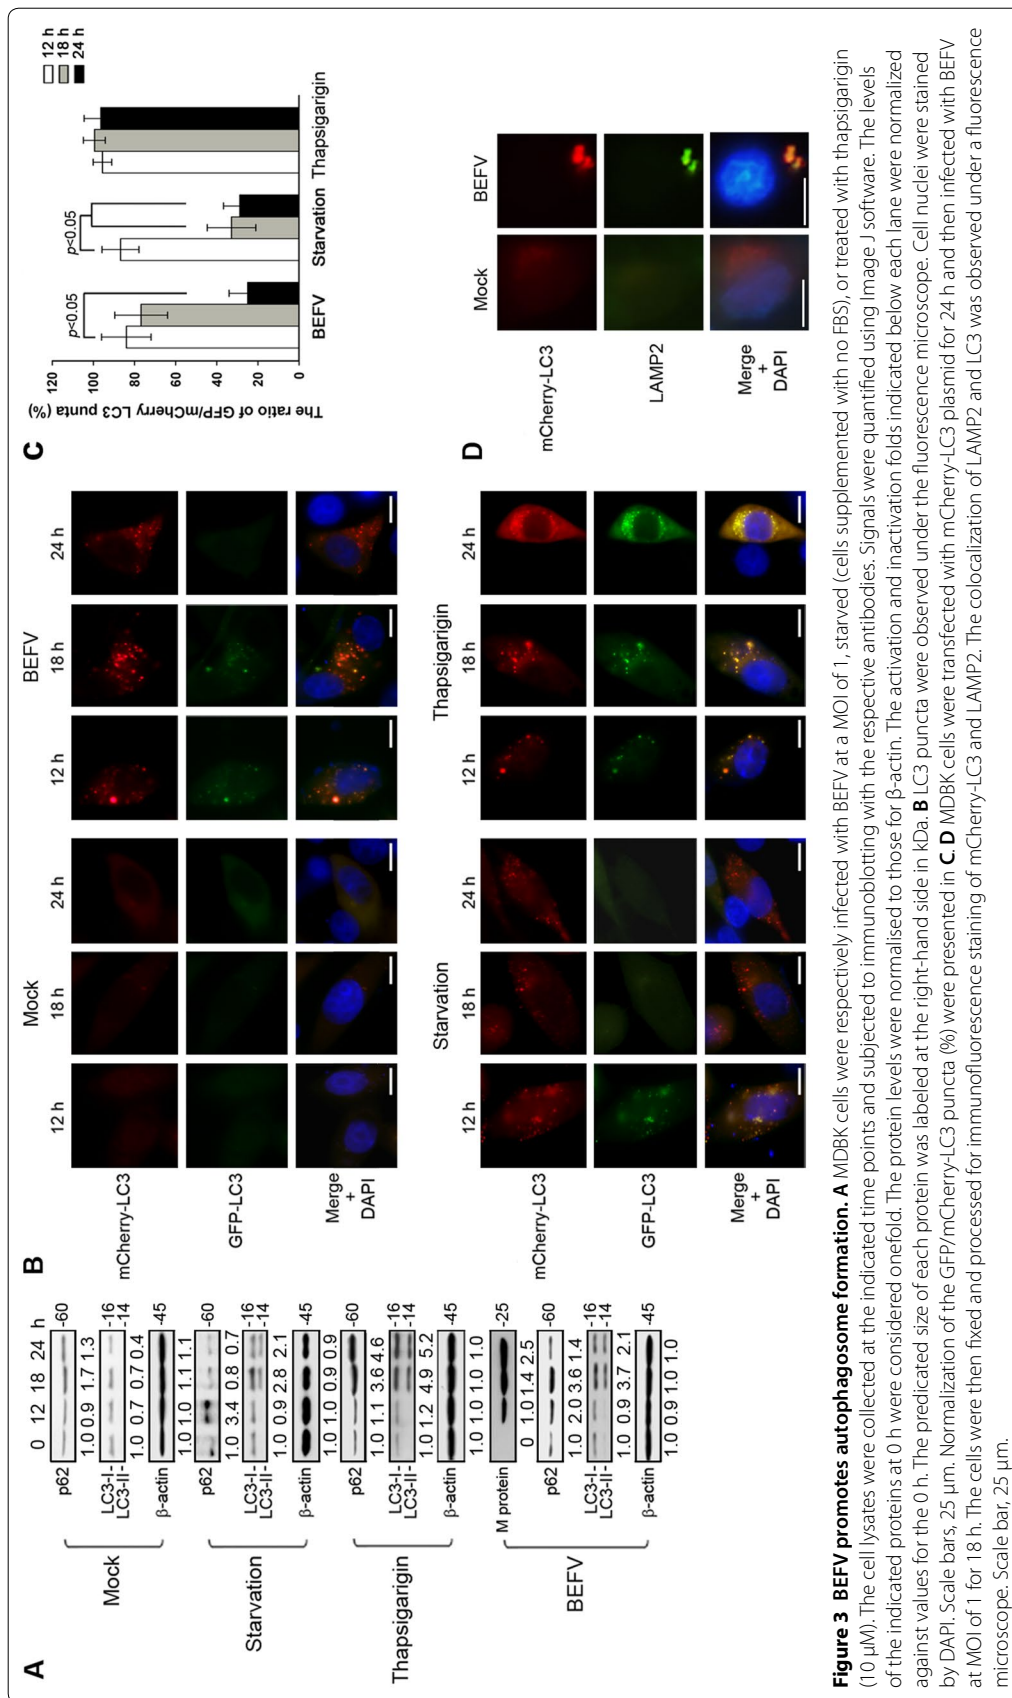 A
0 12 18 24 h
Mock
p62 -60
1.0 0.9 1.7 1.3
LC3-I- -16
LC3-II- -14
1.0 0.7 0.7 0.4
β-actin -45
1.0 1.0 1.1 1.1
Starvation
p62 -60
1.0 3.4 0.8 0.7
LC3-I- -16
LC3-II- -14
1.0 0.9 2.8 2.1
β-actin -45
1.0 1.0 0.9 0.9
Thapsigarigin
p62 -60
1.0 1.1 3.6 4.6
LC3-I- -16
LC3-II- -14
1.0 1.2 4.9 5.2
β-actin -45
1.0 1.0 1.0 1.0
BEFV
M protein -25
0 1.0 1.4 2.5
p62 -60
1.0 2.0 3.6 1.4
LC3-I- -16
LC3-II- -14
1.0 0.9 3.7 2.1
β-actin -45
1.0 0.9 1.0 1.0
B
Mock BEFV
12 h 18 h 24 h 12 h 18 h 24 h
mCherry-LC3
GFP-LC3
Merge
+
DAPI
Starvation Thapsigarigin
12 h 18 h 24 h 12 h 18 h 24 h
mCherry-LC3
GFP-LC3
Merge
+
DAPI
C
The ratio of GFP/mCherry LC3 punta (%)
120
100
80
60
40
20
0
p<0.05
p<0.05
12 h
18 h
24 h
BEFV Starvation Thapsigarigin
D
Mock BEFV
mCherry-LC3
LAMP2
Merge
+
DAPI
Figure 3 BEFV promotes autophagosome formation. A MDBK cells were respectively infected with BEFV at a MOI of 1, starved (cells supplemented with no FBS), or treated with thapsigarigin
(10 μM). The cell lysates were collected at the indicated time points and subjected to immunoblotting with the respective antibodies. Signals were quantified using Image J software. The levels
of the indicated proteins at 0 h were considered onefold. The protein levels were normalised to those for β-actin. The activation and inactivation folds indicated below each lane were normalized
against values for the 0 h. The predicated size of each protein was labeled at the right-hand side in kDa. B LC3 puncta were observed under the fluorescence microscope. Cell nuclei were stained
by DAPI. Scale bars, 25 μm. Normalization of the GFP/mCherry-LC3 puncta (%) were presented in C. D MDBK cells were transfected with mCherry-LC3 plasmid for 24 h and then infected with BEFV
at MOI of 1 for 18 h. The cells were then fixed and processed for immunofluorescence staining of mCherry-LC3 and LAMP2. The colocalization of LAMP2 and LC3 was observed under a fluorescence
microscope. Scale bar, 25 μm.